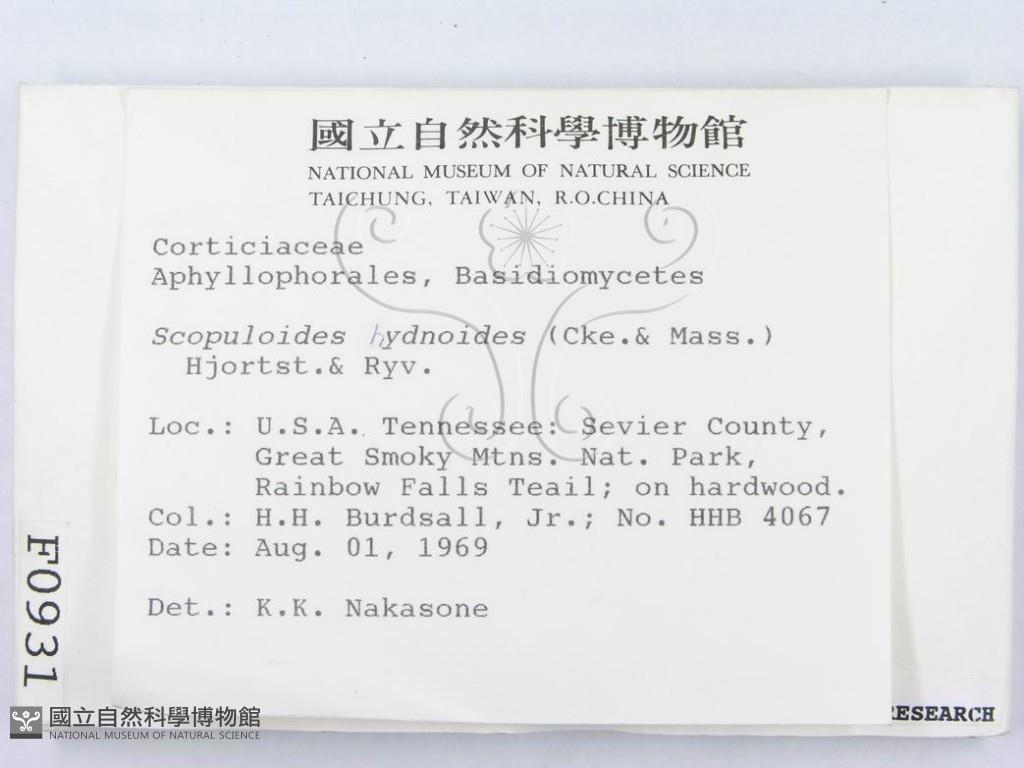 國立自然科學博物館
NATIONAL MUSEUM OF NATURAL SCIENCE
TAICHUNG, TAIWAN, R.O.CHINA
Corticiaceae
Aphyllophorales, Basidiomycetes
Scopuloides hydnoides (Cke.& Mass.)
Hjortst.& Ryv.
Loc.: U.S.A. Tennessee: Sevier County,
Great Smoky Mtns. Nat. Park,
Rainbow Falls Teail; on hardwood.
Col.: H.H. Burdsall, Jr.; No. HHB 4067
Date: Aug. 01, 1969
Det.: K.K. Nakasone
F0931
RESEARCH
國立自然科學博物館
NATIONAL MUSEUM OF NATURAL SCIENCE